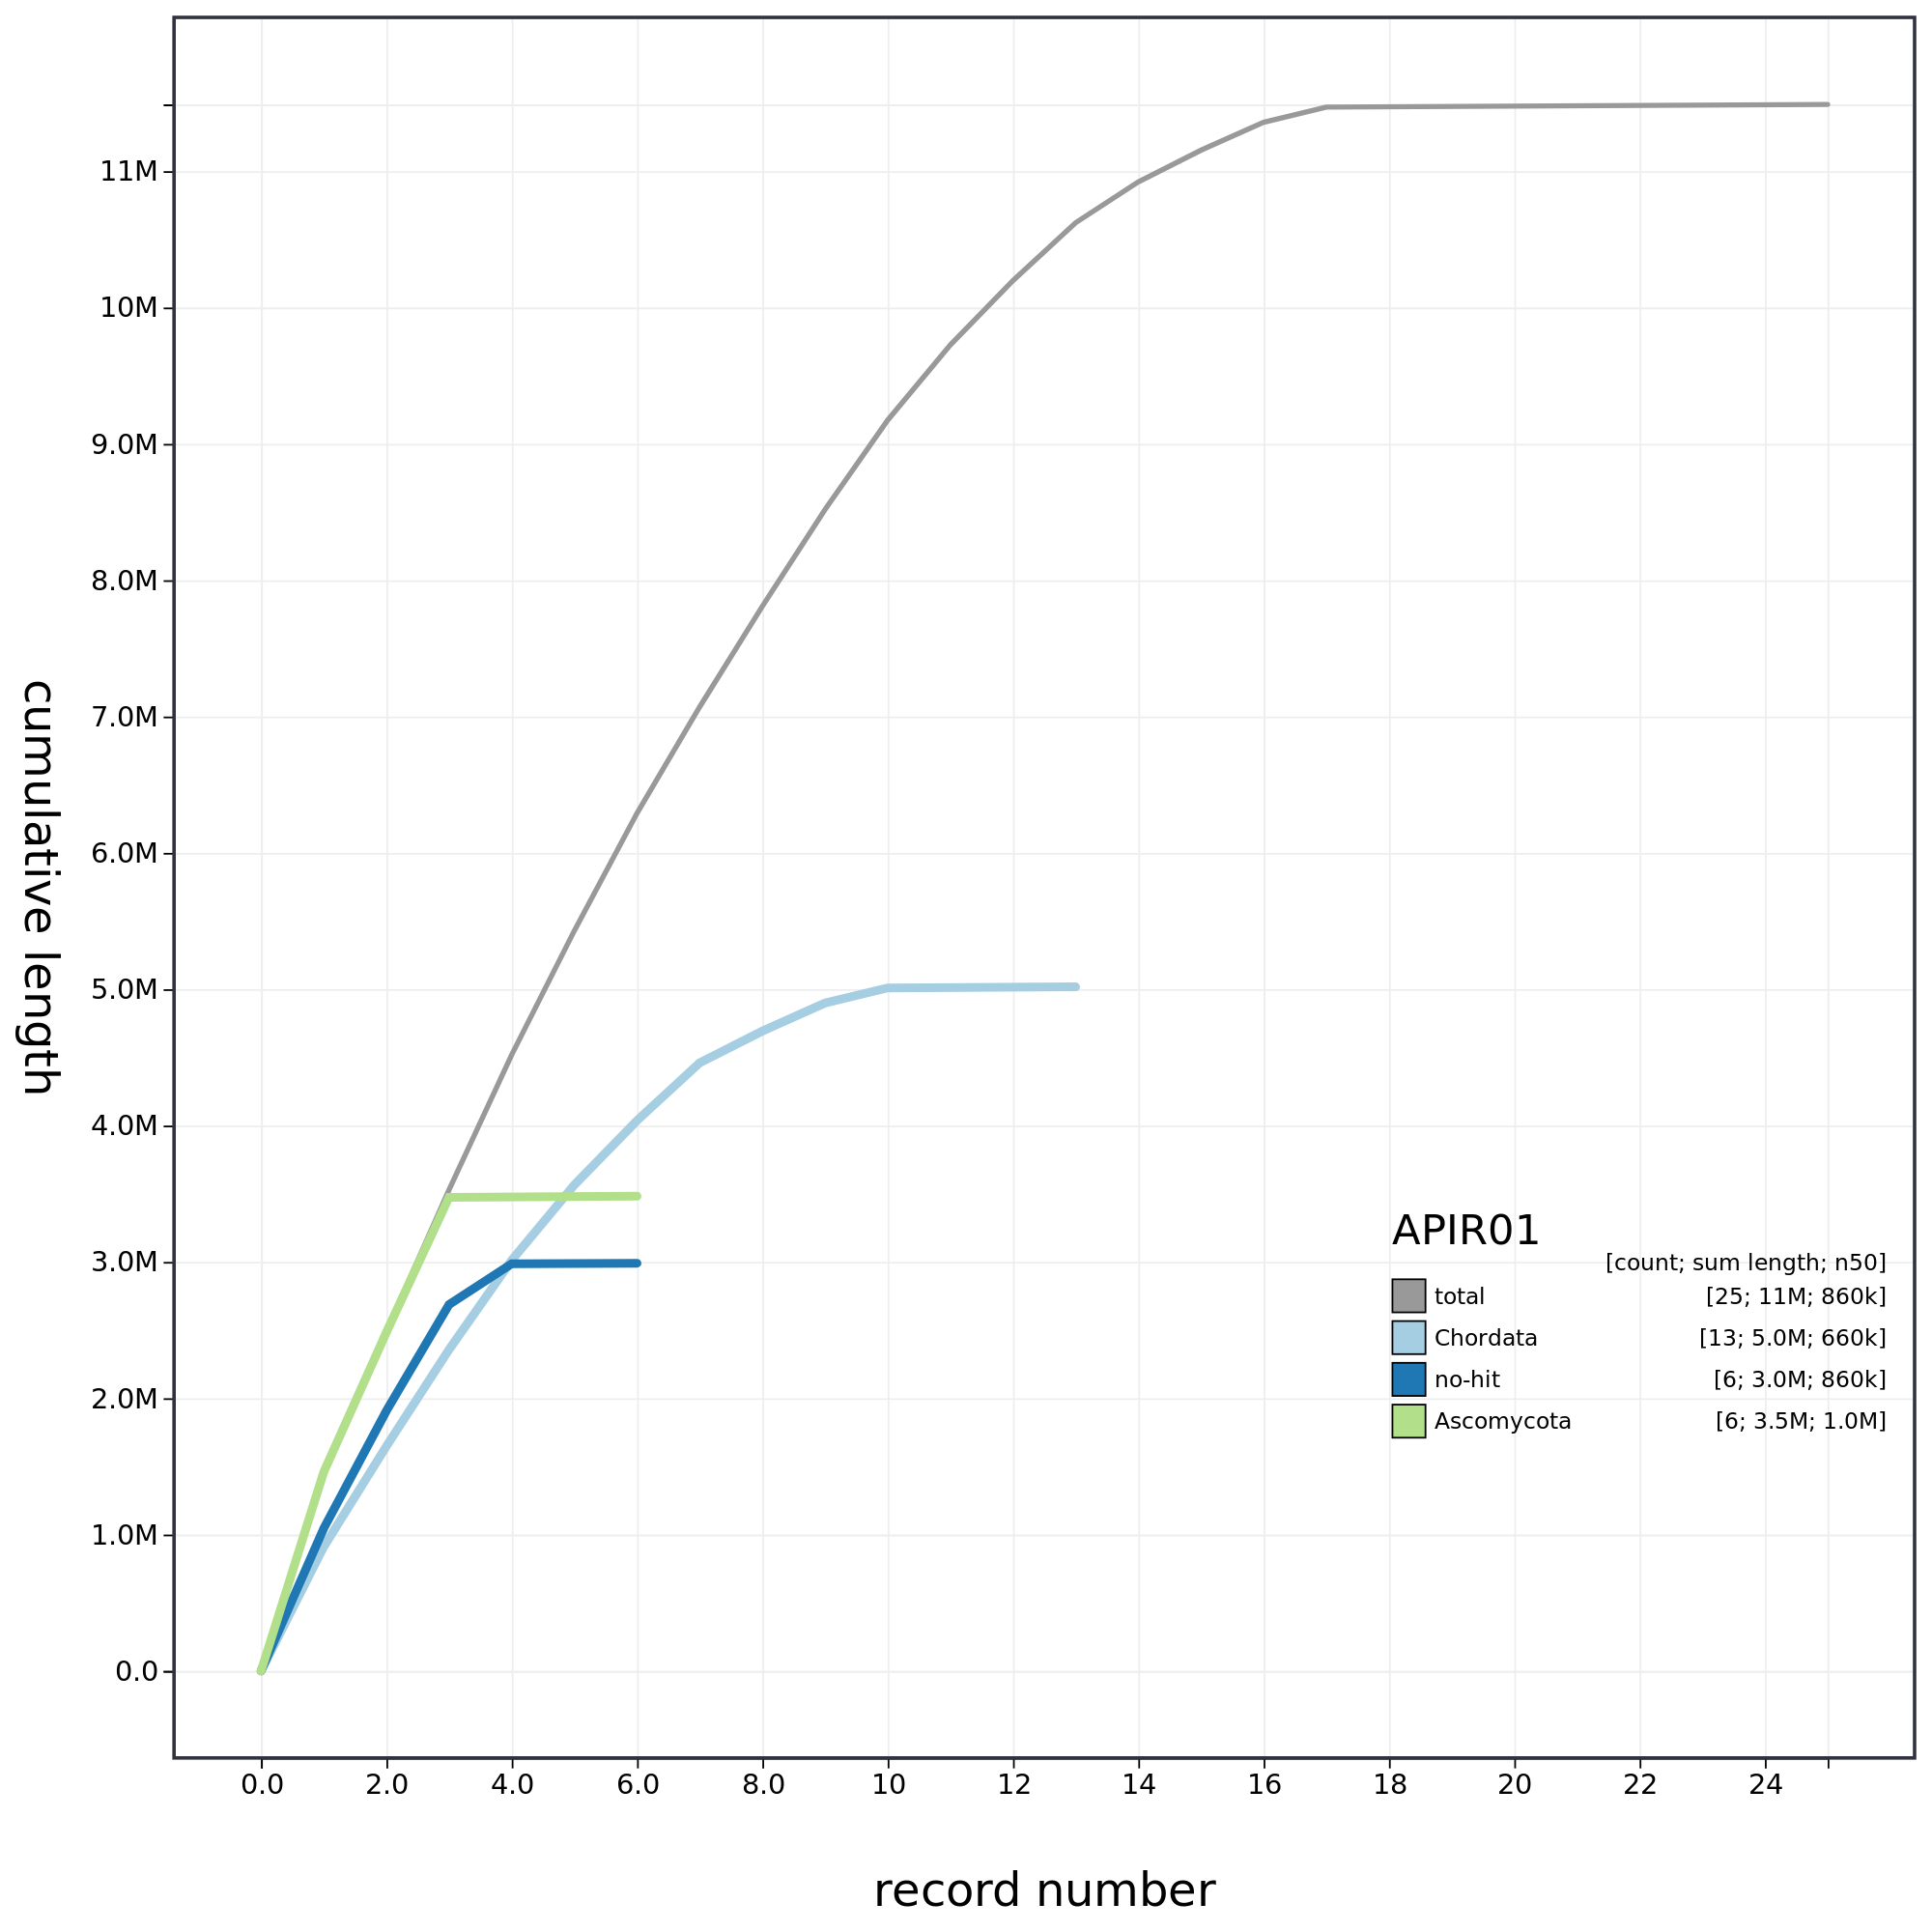 11M
10M
9.0M
8.0M
7.0M
6.0M
5.0M
4.0M
3.0M
2.0M
1.0M
0.0
cumulative length
APIR01
[count; sum length; n50]
total [25; 11M; 860k]
Chordata [13; 5.0M; 660k]
no-hit [6; 3.0M; 860k]
Ascomycota [6; 3.5M; 1.0M]
0.0 2.0 4.0 6.0 8.0 10 12 14 16 18 20 22 24
record number